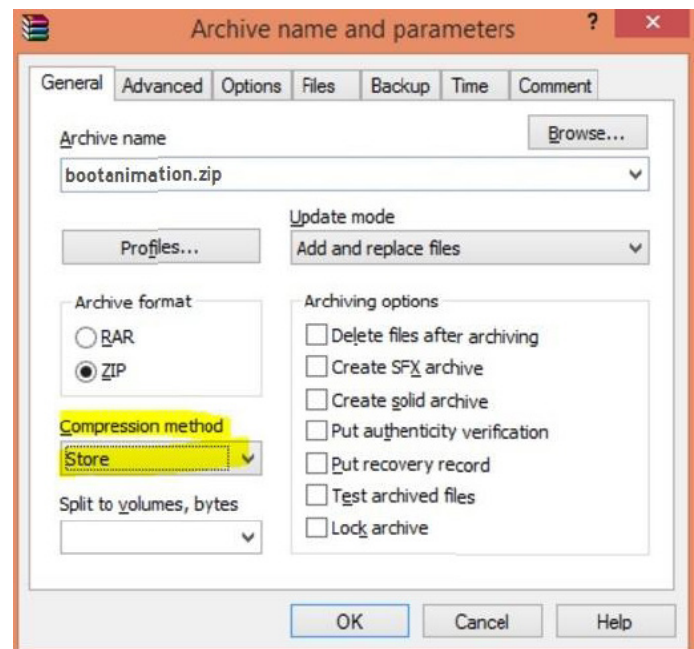 Archive name and parameters ? ×
General Advanced Options Files Backup Time Comment
Archive name
Browse...
bootanimation.zip
Update mode
Profiles...
Add and replace files
Archive format
RAR
ZIP
Compression method
Store
Split to volumes, bytes
Archiving options
Delete files after archiving
Create SFX archive
Create solid archive
Put authenticity verification
Put recovery record
Test archived files
Lock archive
OK Cancel Help